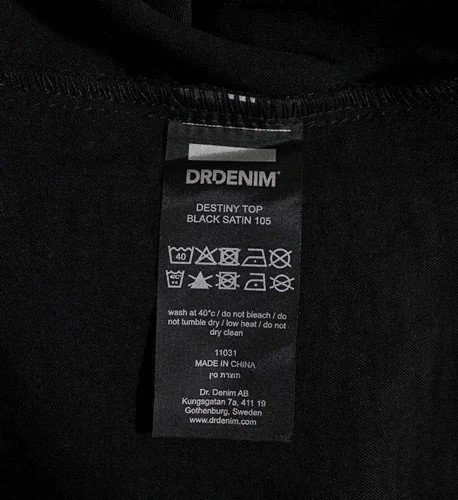 DRDENIM®
DESTINY TOP
BLACK SATIN 105
40
40°C
wash at 40°c / do not bleach / do
not tumble dry / low heat / do not
dry clean
11031
MADE IN CHINA
תוצרת סין
Dr. Denim AB
Kungsgatan 7a, 411 19
Gothenburg, Sweden
www.drdenim.com